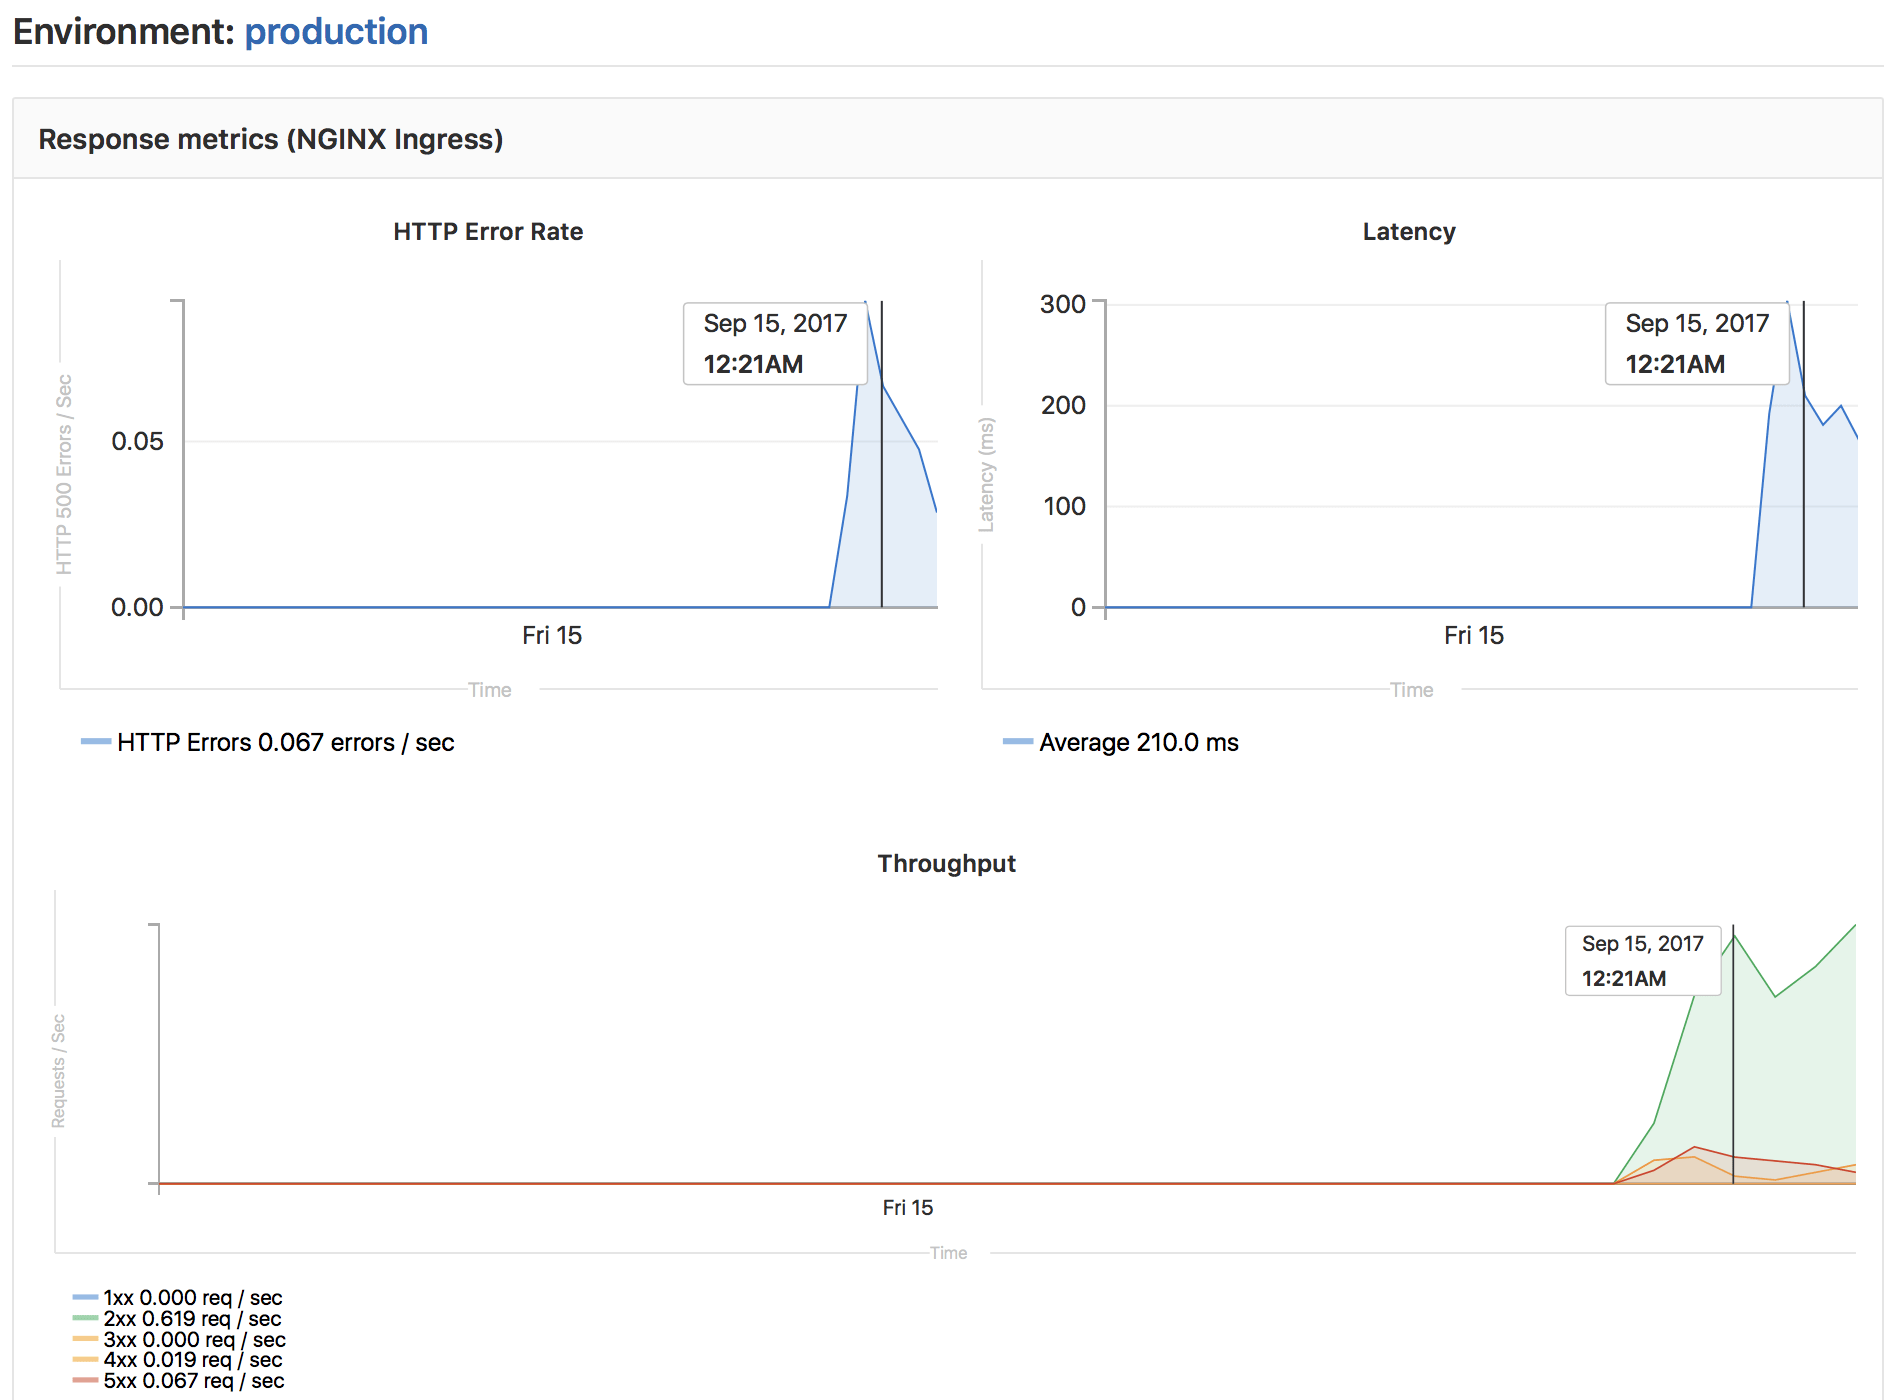 Environment: production
Response metrics (NGINX Ingress)
HTTP Error Rate
HTTP 500 Errors / Sec
0.05
0.00
Sep 15, 2017
12:21AM
Fri 15
Time
HTTP Errors 0.067 errors / sec
Latency
Latency (ms)
300
200
100
0
Sep 15, 2017
12:21AM
Fri 15
Time
Average 210.0 ms
Throughput
Requests / Sec
Sep 15, 2017
12:21AM
Fri 15
Time
1xx 0.000 req / sec
2xx 0.619 req / sec
3xx 0.000 req / sec
4xx 0.019 req / sec
5xx 0.067 req / sec